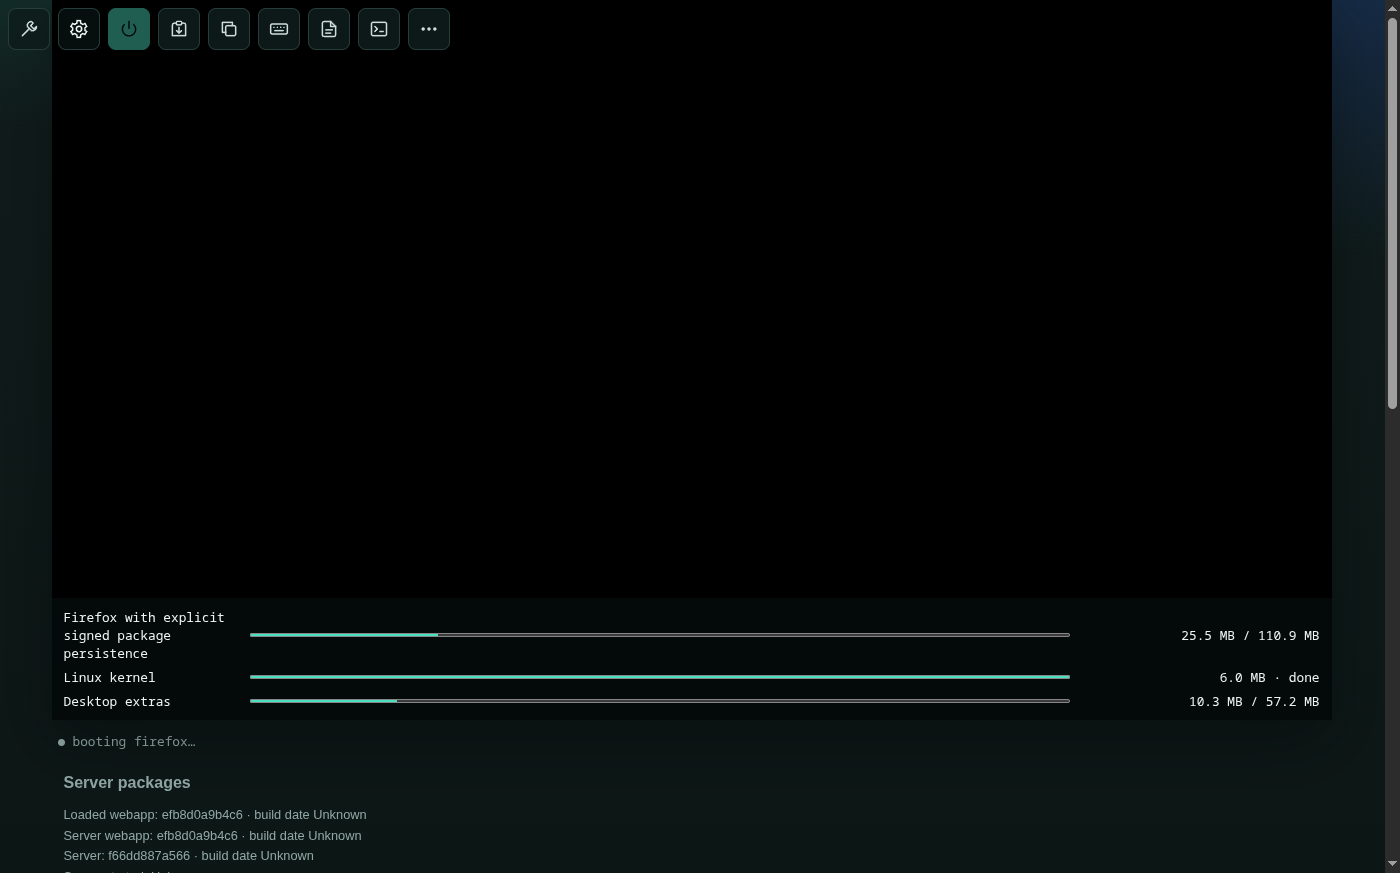 Firefox with explicit
signed package
persistence
25.5 MB / 110.9 MB
Linux kernel
6.0 MB · done
Desktop extras
10.3 MB / 57.2 MB
booting firefox…
Server packages
Loaded webapp: efb8d0a9b4c6 · build date Unknown
Server webapp: efb8d0a9b4c6 · build date Unknown
Server: f66dd887a566 · build date Unknown